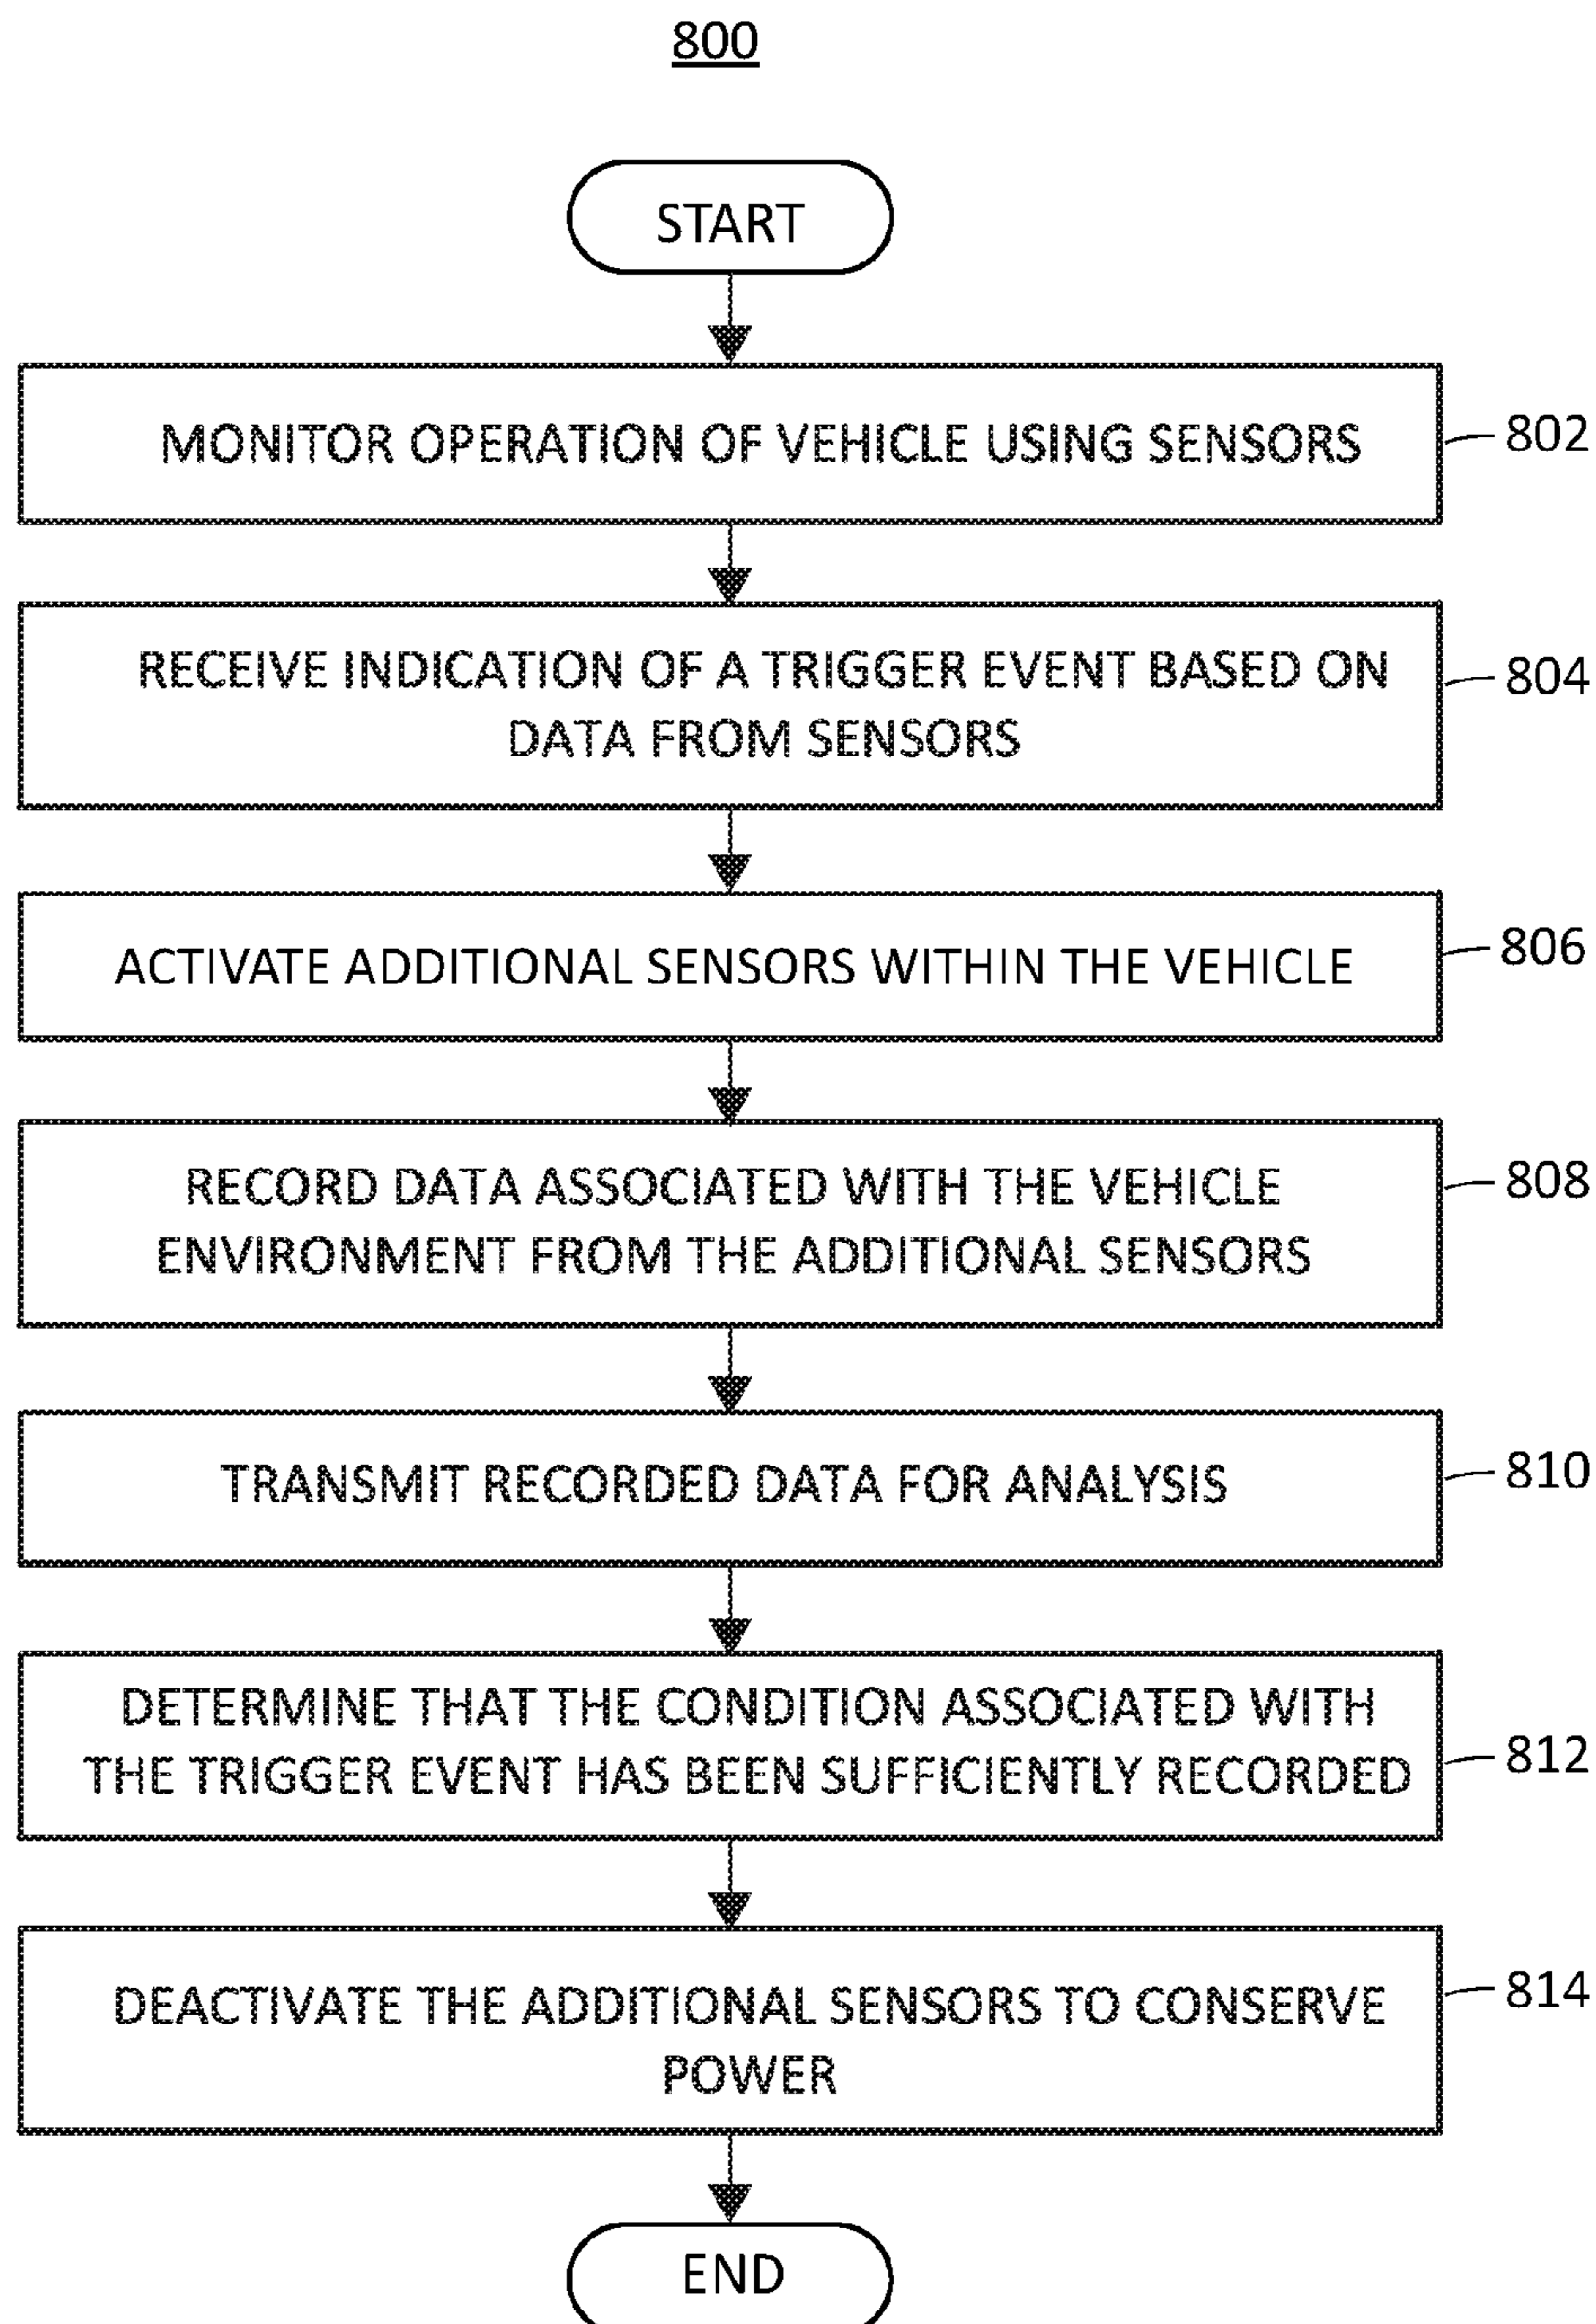 800
START
MONITOR OPERATION OF VEHICLE USING SENSORS
802
RECEIVE INDICATION OF A TRIGGER EVENT BASED ON
DATA FROM SENSORS
804
ACTIVATE ADDITIONAL SENSORS WITHIN THE VEHICLE
806
RECORD DATA ASSOCIATED WITH THE VEHICLE
ENVIRONMENT FROM THE ADDITIONAL SENSORS
808
TRANSMIT RECORDED DATA FOR ANALYSIS
810
DETERMINE THAT THE CONDITION ASSOCIATED WITH
THE TRIGGER EVENT HAS BEEN SUFFICIENTLY RECORDED
812
DEACTIVATE THE ADDITIONAL SENSORS TO CONSERVE
POWER
814
END